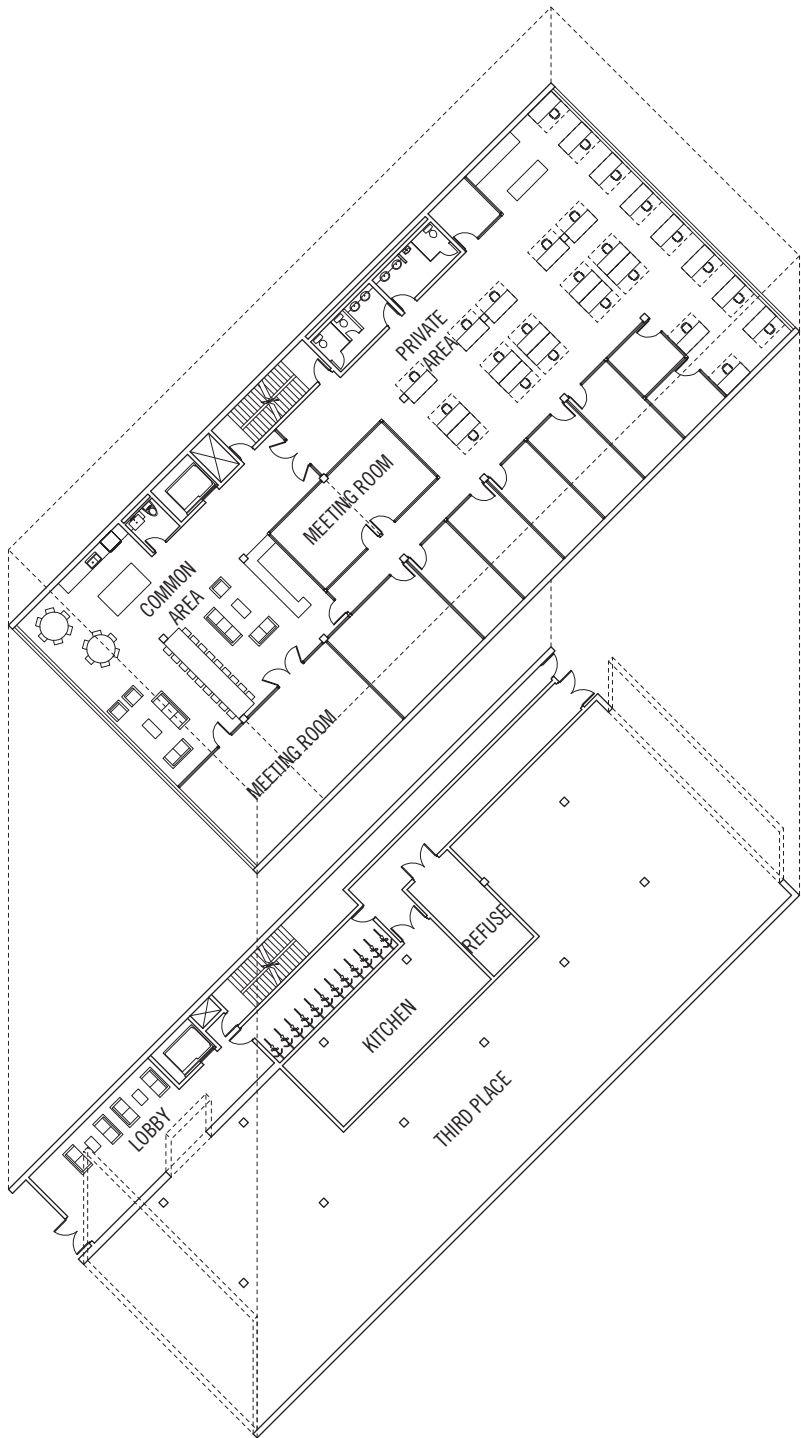 PRIVATE
AREA
MEETING ROOM
COMMON
AREA
MEETING ROOM
REFUSE
KITCHEN
THIRD PLACE
LOBBY